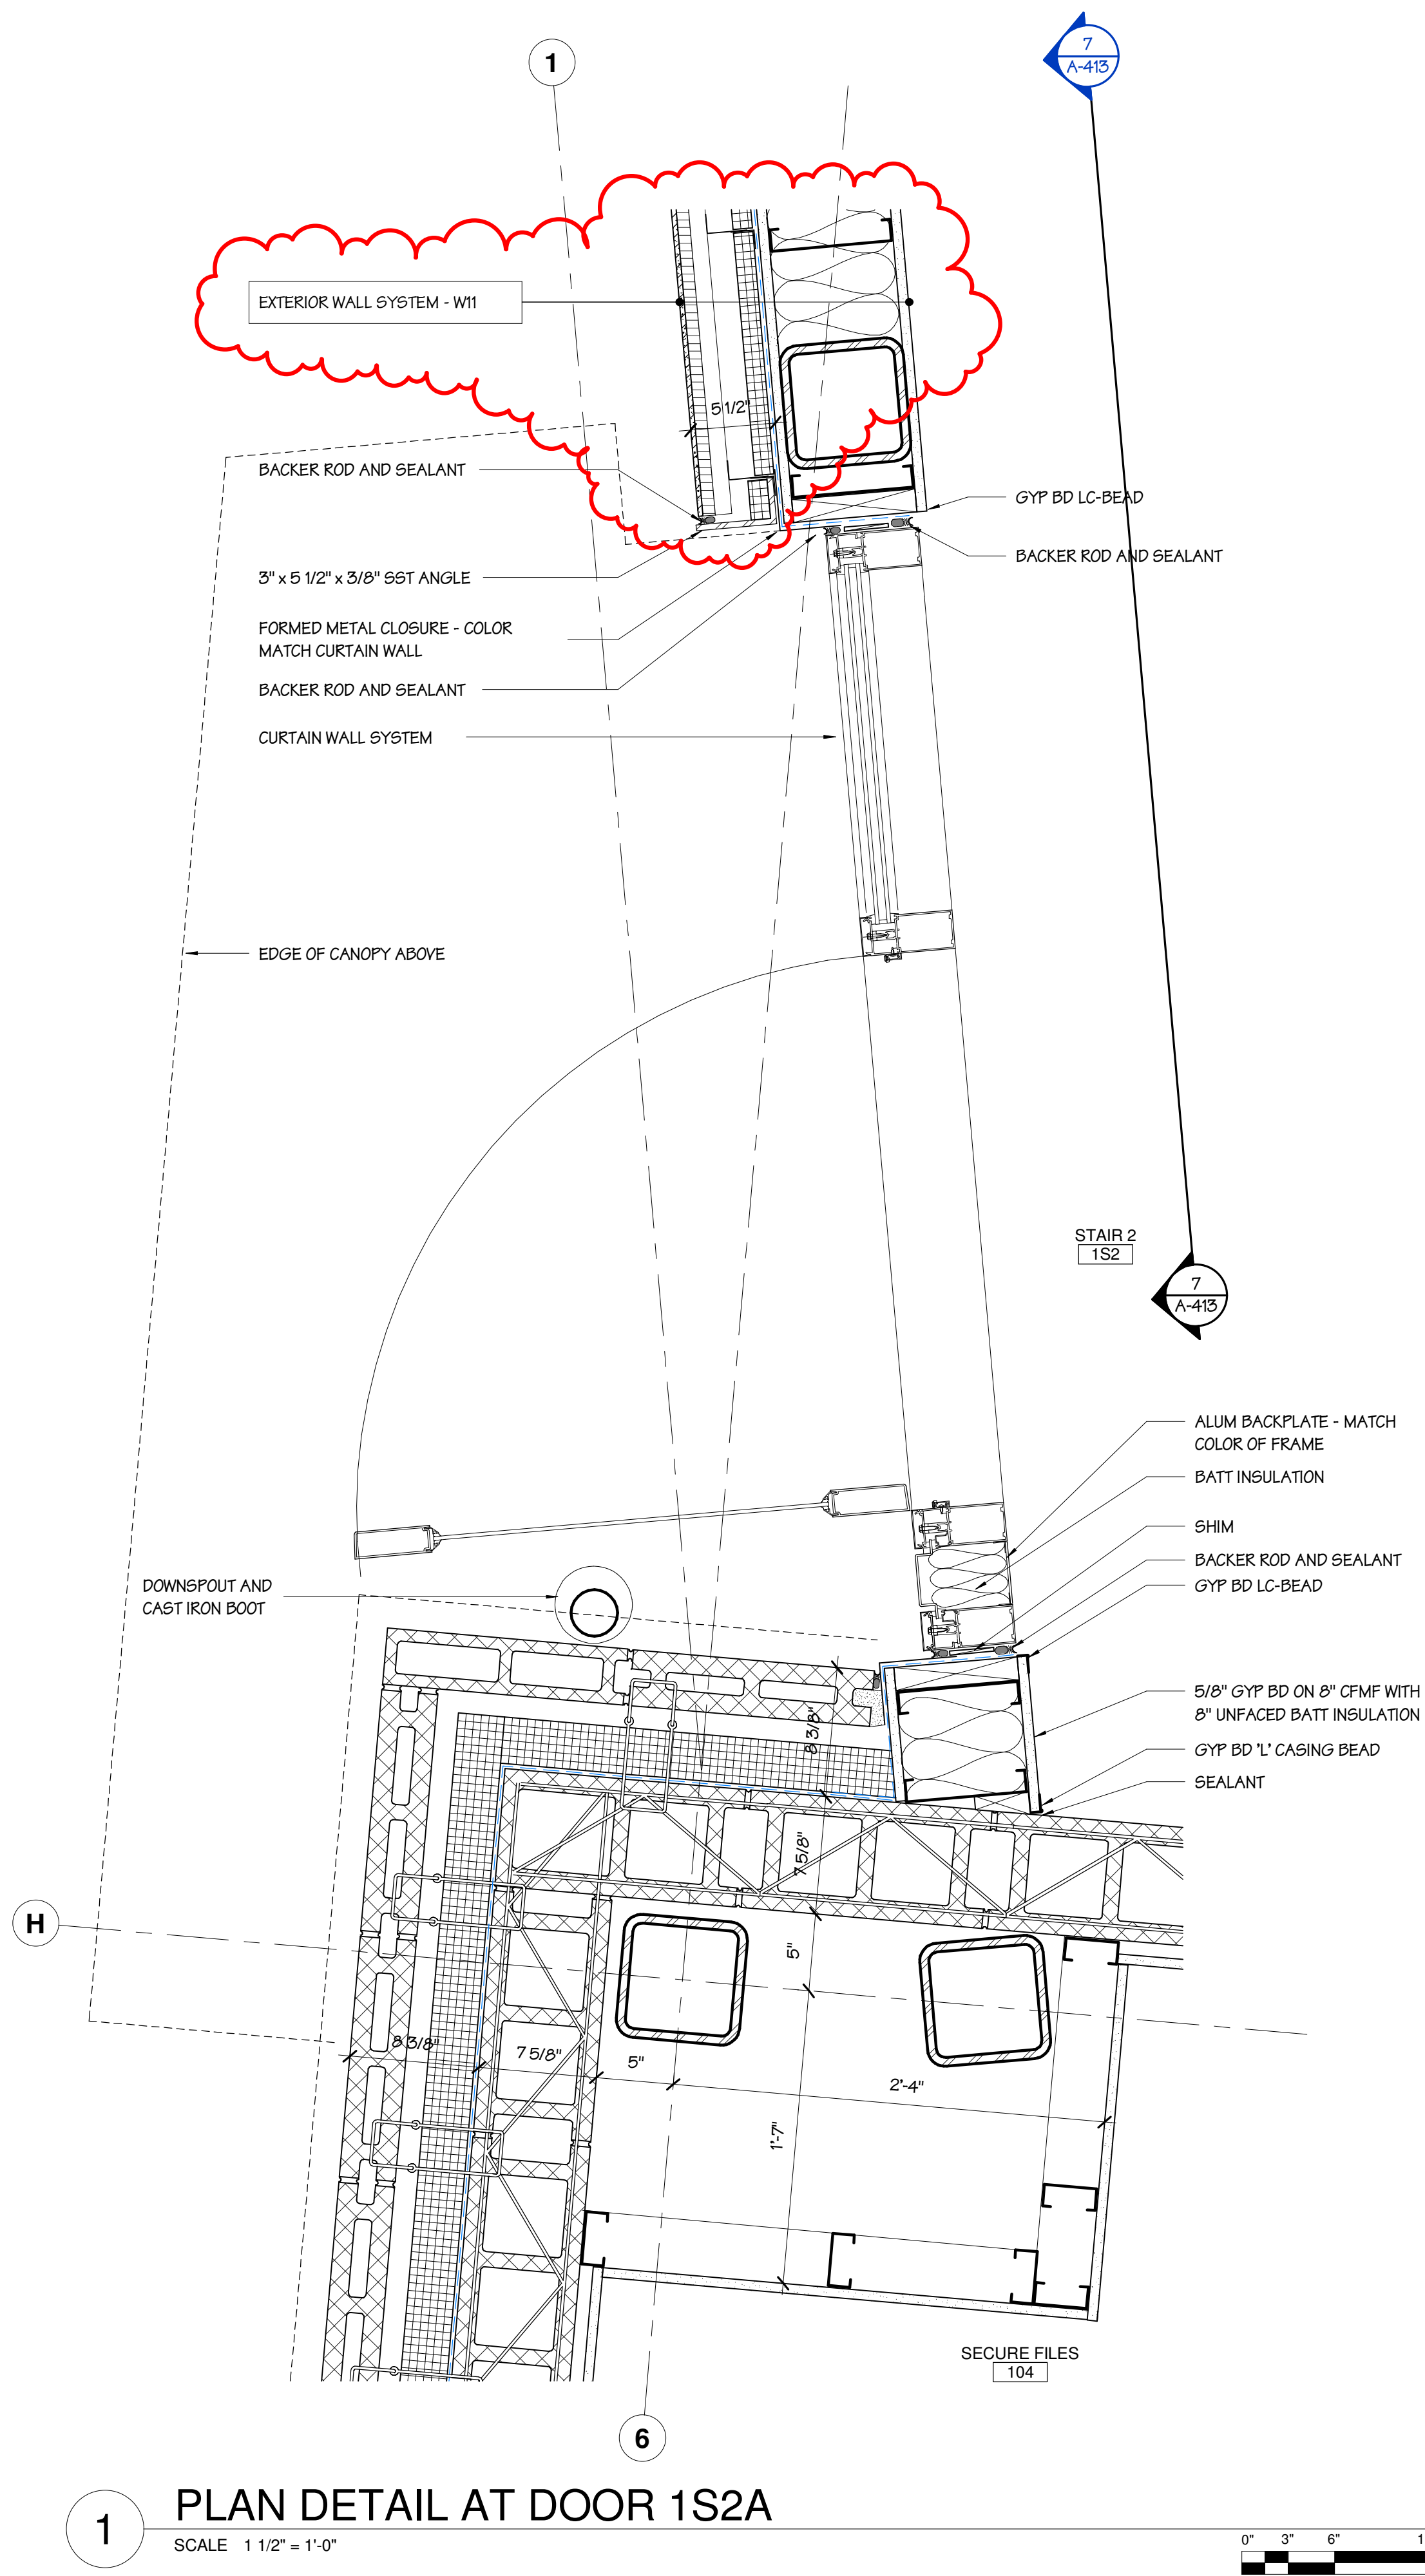 1
7
A-413
EXTERIOR WALL SYSTEM - W11
5 1/2"
BACKER ROD AND SEALANT
GYP BD LC-BEAD
BACKER ROD AND SEALANT
3" x 5 1/2" x 3/8" SST ANGLE
FORMED METAL CLOSURE - COLOR
MATCH CURTAIN WALL
BACKER ROD AND SEALANT
CURTAIN WALL SYSTEM
EDGE OF CANOPY ABOVE
STAIR 2
1S2
7
A-413
ALUM BACKPLATE - MATCH
COLOR OF FRAME
BATT INSULATION
SHIM
BACKER ROD AND SEALANT
GYP BD LC-BEAD
DOWNSPOUT AND
CAST IRON BOOT
5/8" GYP BD ON 8" CFMF WITH
8" UNFACED BATT INSULATION
GYP BD 'L' CASING BEAD
SEALANT
8 3/8"
7 5/8"
H
5"
8 3/8"
7 5/8"
5"
2'-4"
1'-7"
SECURE FILES
104
6
1
PLAN DETAIL AT DOOR 1S2A
SCALE 1 1/2" = 1'-0"
0" 3" 6" 1